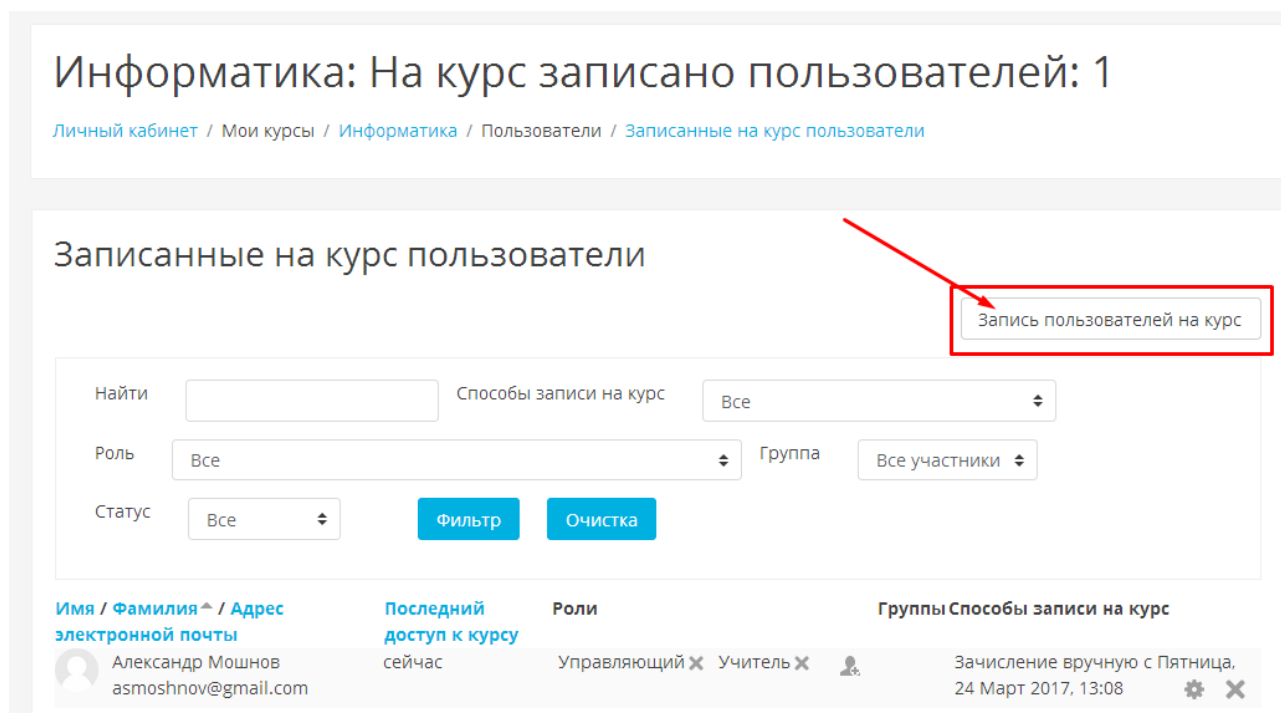 Информатика: На курс записано пользователей: 1
Личный кабинет / Мои курсы / Информатика / Пользователи / Записанные на курс пользователи
Записанные на курс пользователи
Запись пользователей на курс
Найти Способы записи на курс Все
Роль Все Группа Все участники
Статус Все Фильтр Очистка
Имя / Фамилия / Адрес Последний Роли Группы Способы записи на курс
электронной почты доступ к курсу
Александр Мошнов сейчас Управляющий Учитель Зачисление вручную с Пятница,
asmoshnov@gmail.com 24 Март 2017, 13:08